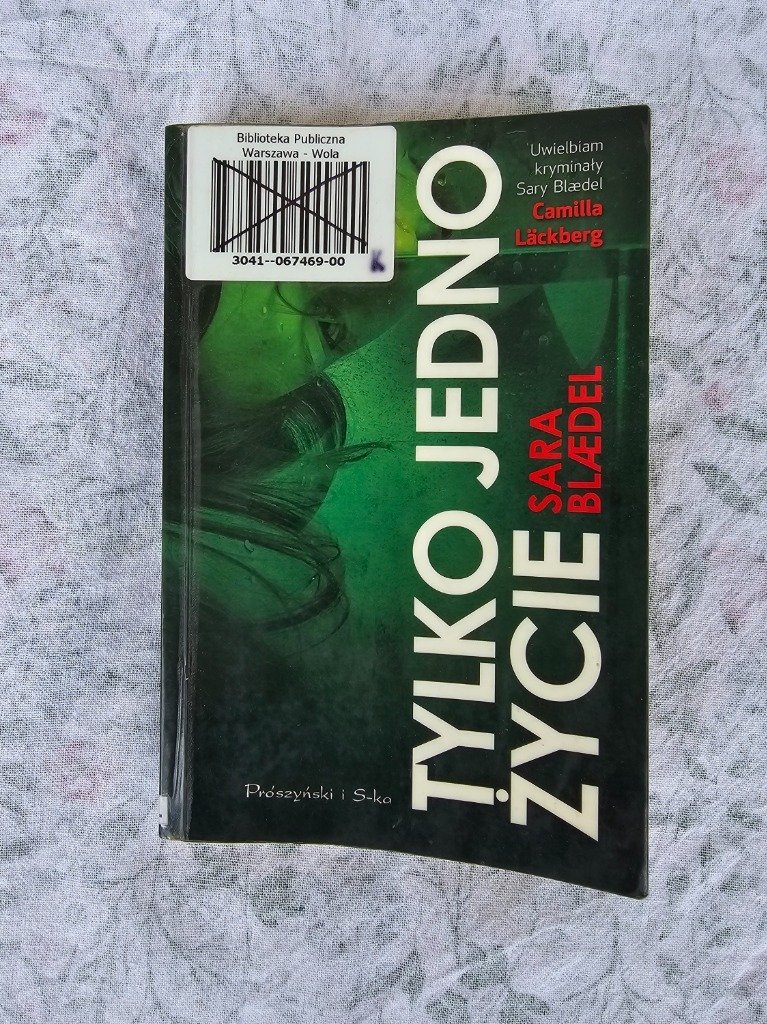 Biblioteka Publiczna
Warszawa - Wola
3041--067469-00
K
Uwielbiam
kryminały
Sary Blædel
Camilla
Läckberg
TYLKO JEDNO
ŻYCIE
SARA
BLÆDEL
Prószyński i S-ka